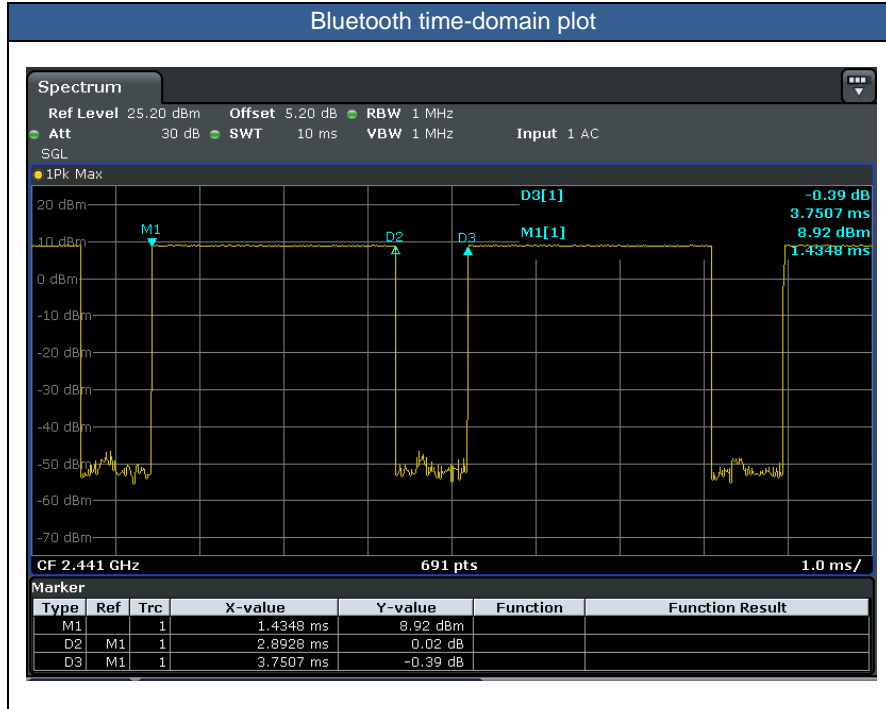 Bluetooth time-domain plot
Spectrum
Ref Level 25.20 dBm Offset 5.20 dB RBW 1 MHz
Att 30 dB SWT 10 ms VBW 1 MHz Input 1 AC
SGL
1Pk Max
D3[1] -0.39 dB
3.7507 ms
M1[1] 8.92 dBm
1.4348 ms
20 dBm
M1
D2
D3
10 dBm
0 dBm
-10 dBm
-20 dBm
-30 dBm
-40 dBm
-50 dBm
-60 dBm
-70 dBm
CF 2.441 GHz 691 pts 1.0 ms/
Marker
Type Ref Trc X-value Y-value Function Function Result
M1 1 1.4348 ms 8.92 dBm
D2 M1 1 2.8928 ms 0.02 dB
D3 M1 1 3.7507 ms -0.39 dB